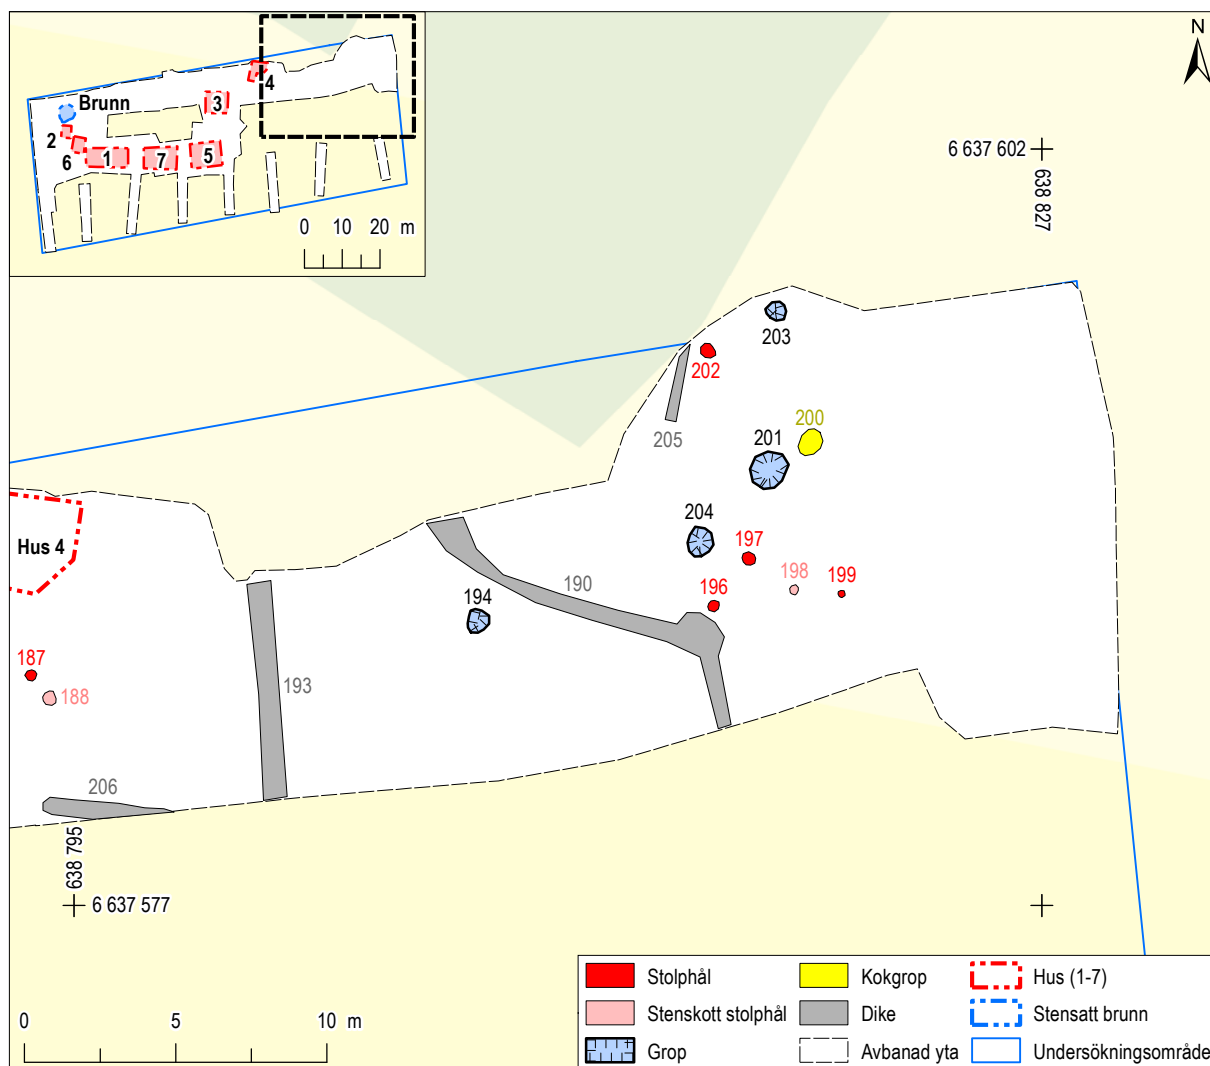 N
Brunn
4
3
2
6
1
7
5
0 10 20 m
6 637 602
638 827
203
202
200
205
201
204
Hus 4
197
198
199
196
190
194
187
188
193
206
638 795
6 637 577
0 5 10 m
Stolphål
Kokgrop
Hus (1-7)
Stenskott stolphål
Dike
Stensatt brunn
Grop
Avbanad yta
Undersökningsområde